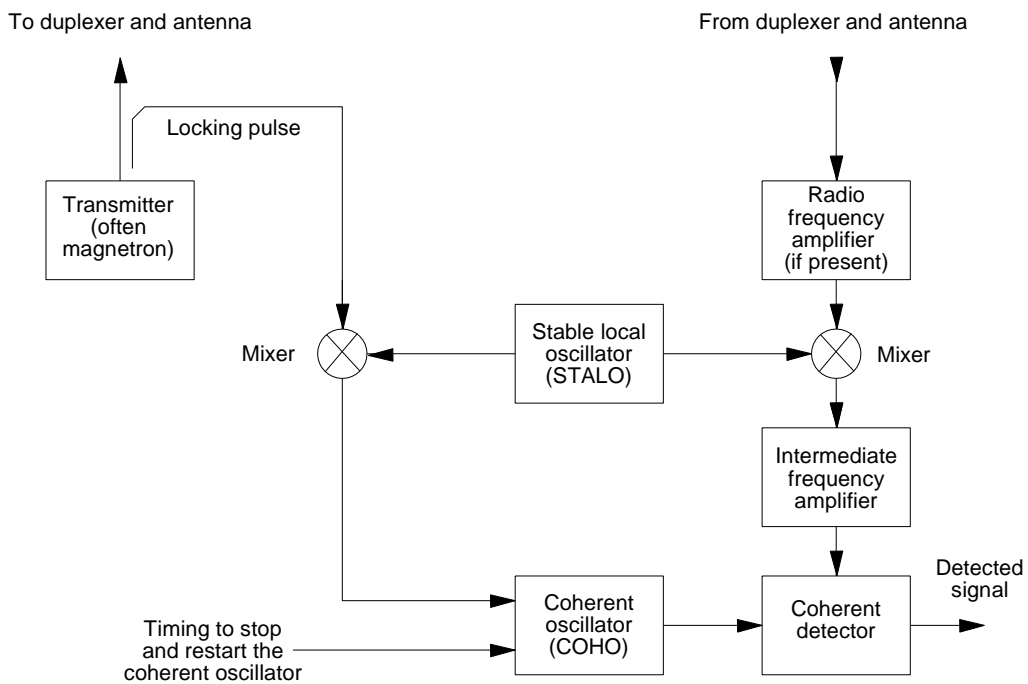 To duplexer and antenna
From duplexer and antenna
Locking pulse
Transmitter
(often
magnetron)
Radio
frequency
amplifier
(if present)
Mixer
Stable local
oscillator
(STALO)
Mixer
Intermediate
frequency
amplifier
Detected
signal
Timing to stop
and restart the
coherent oscillator
Coherent
oscillator
(COHO)
Coherent
detector